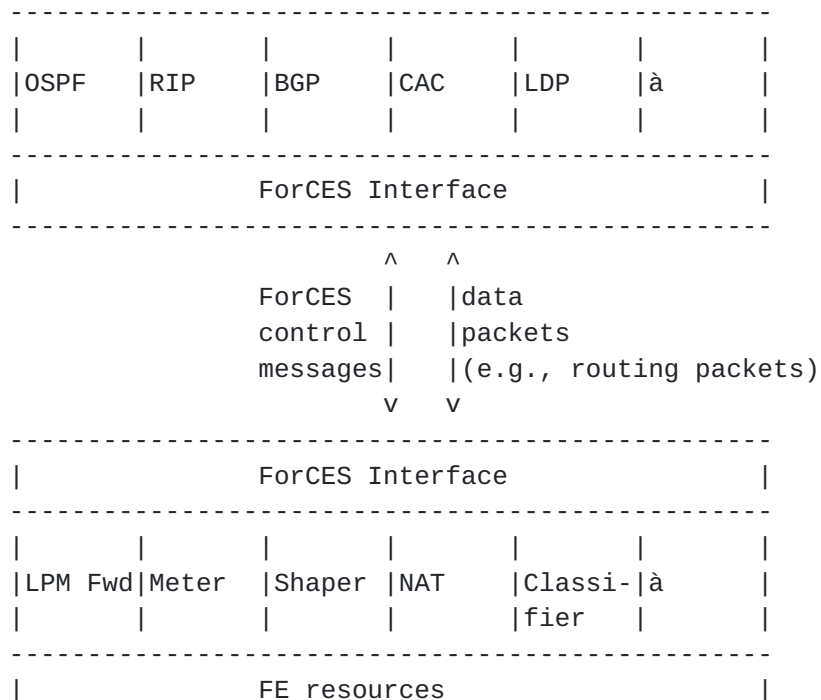 -------------------------------------------------
|       |       |       |       |       |       |
|OSPF   |RIP    |BGP    |CAC    |LDP    |à      |
|       |       |       |       |       |       |
-------------------------------------------------
|               ForCES Interface                |
-------------------------------------------------
                        ^   ^
                ForCES  |   |data
                control |   |packets
                messages|   |(e.g., routing packets)
                        v   v
-------------------------------------------------
|               ForCES Interface                |
-------------------------------------------------
|       |       |       |       |       |       |
|LPM Fwd|Meter  |Shaper |NAT    |Classi-|à      |
|       |       |       |       |fier   |       |
-------------------------------------------------
|               FE resources                    |